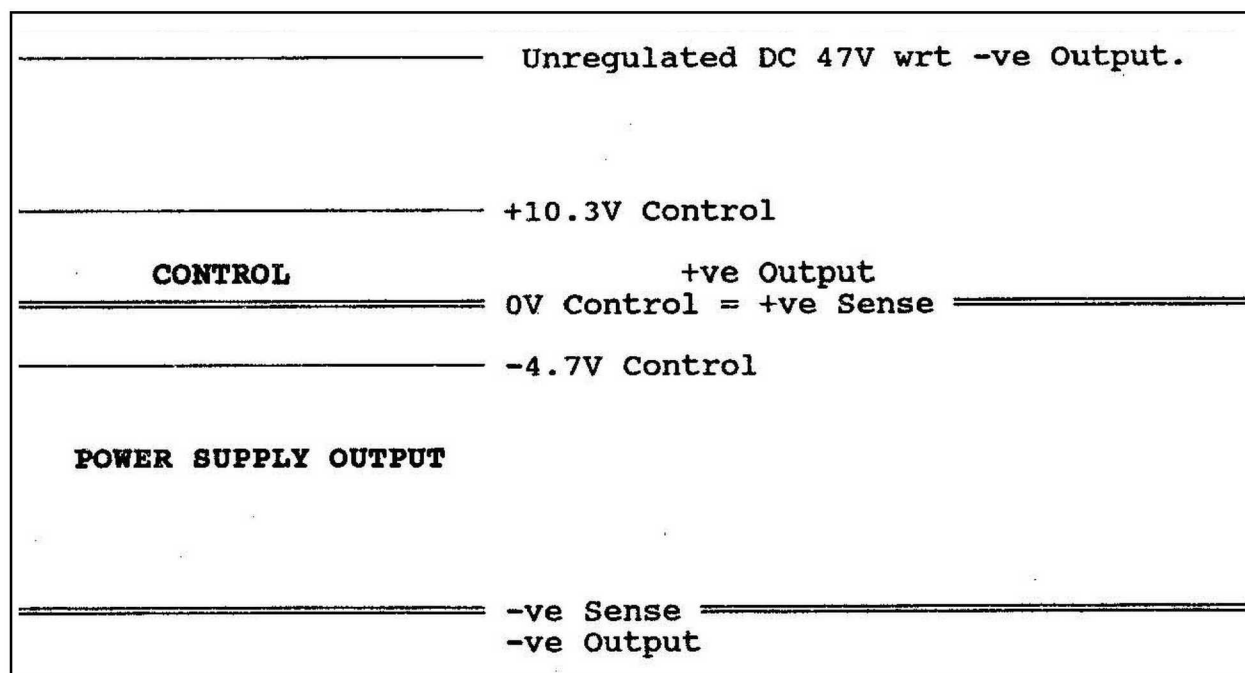 Unregulated DC 47V wrt -ve Output.
+10.3V Control
CONTROL
+ve Output
0V Control = +ve Sense
-4.7V Control
POWER SUPPLY OUTPUT
-ve Sense
-ve Output